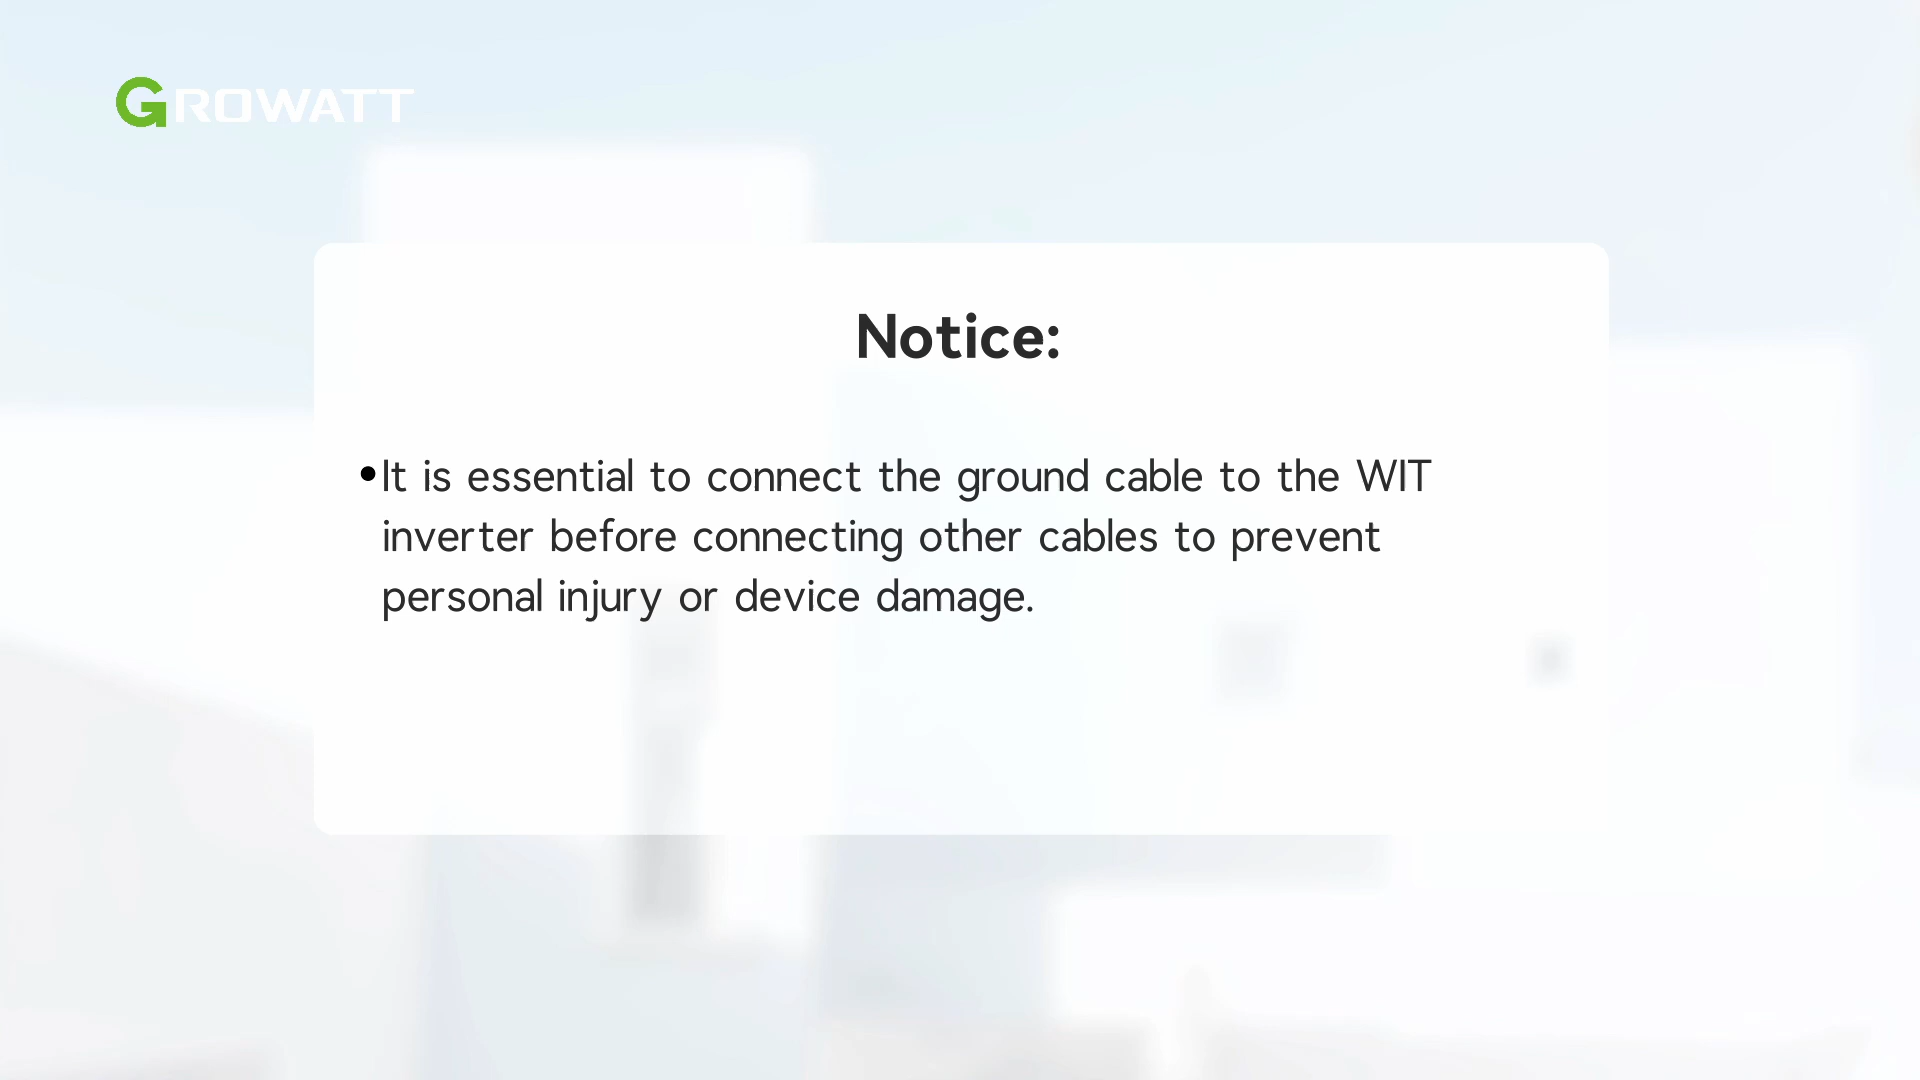 GROWATT
Notice:
•It is essential to connect the ground cable to the WIT
inverter before connecting other cables to prevent
personal injury or device damage.